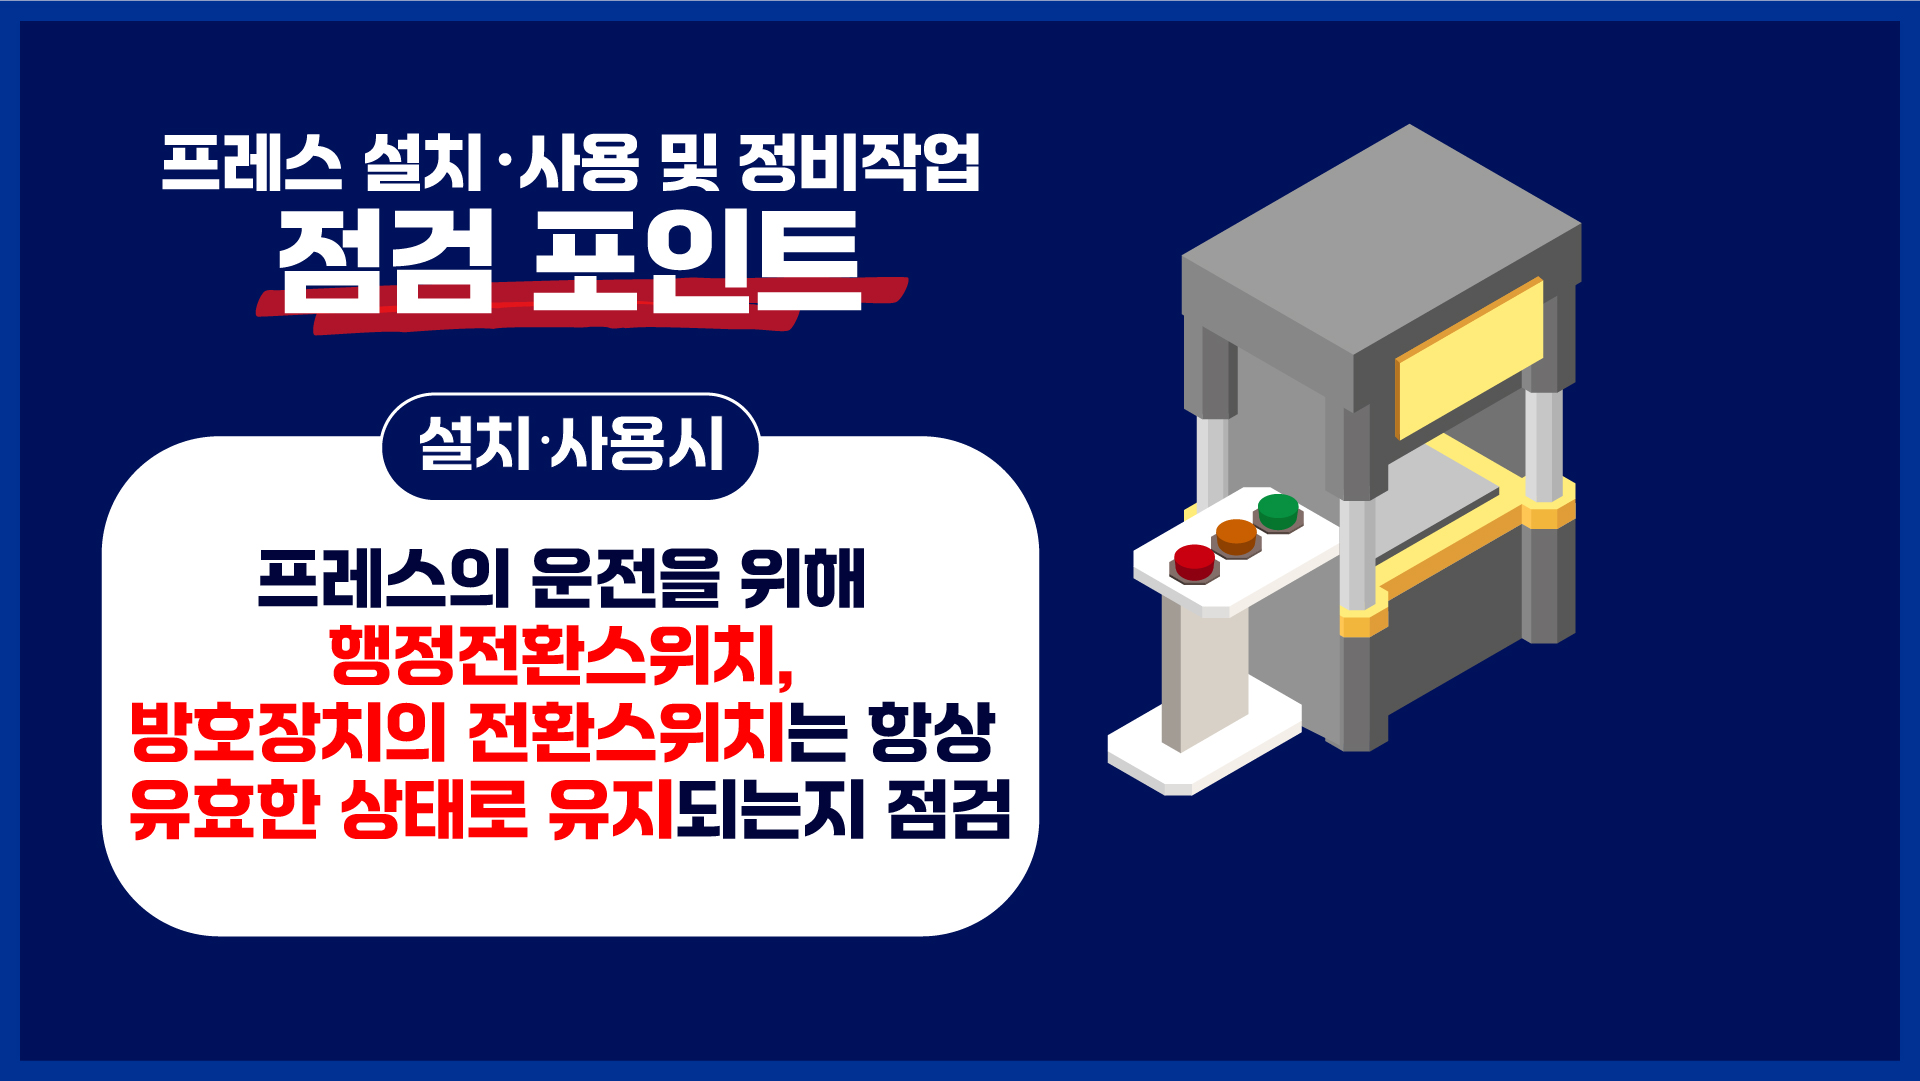 프레스 설치·사용 및 정비작업
점검 포인트
설치·사용시
프레스의 운전을 위해
행정전환스위치,
방호장치의 전환스위치는 항상
유효한 상태로 유지되는지 점검